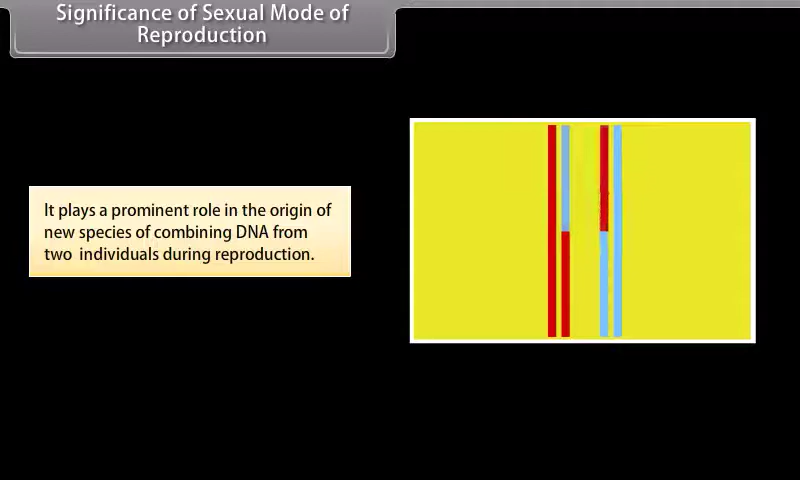 Significance of Sexual Mode of
Reproduction
It plays a prominent role in the origin of
new species of combining DNA from
two individuals during reproduction.